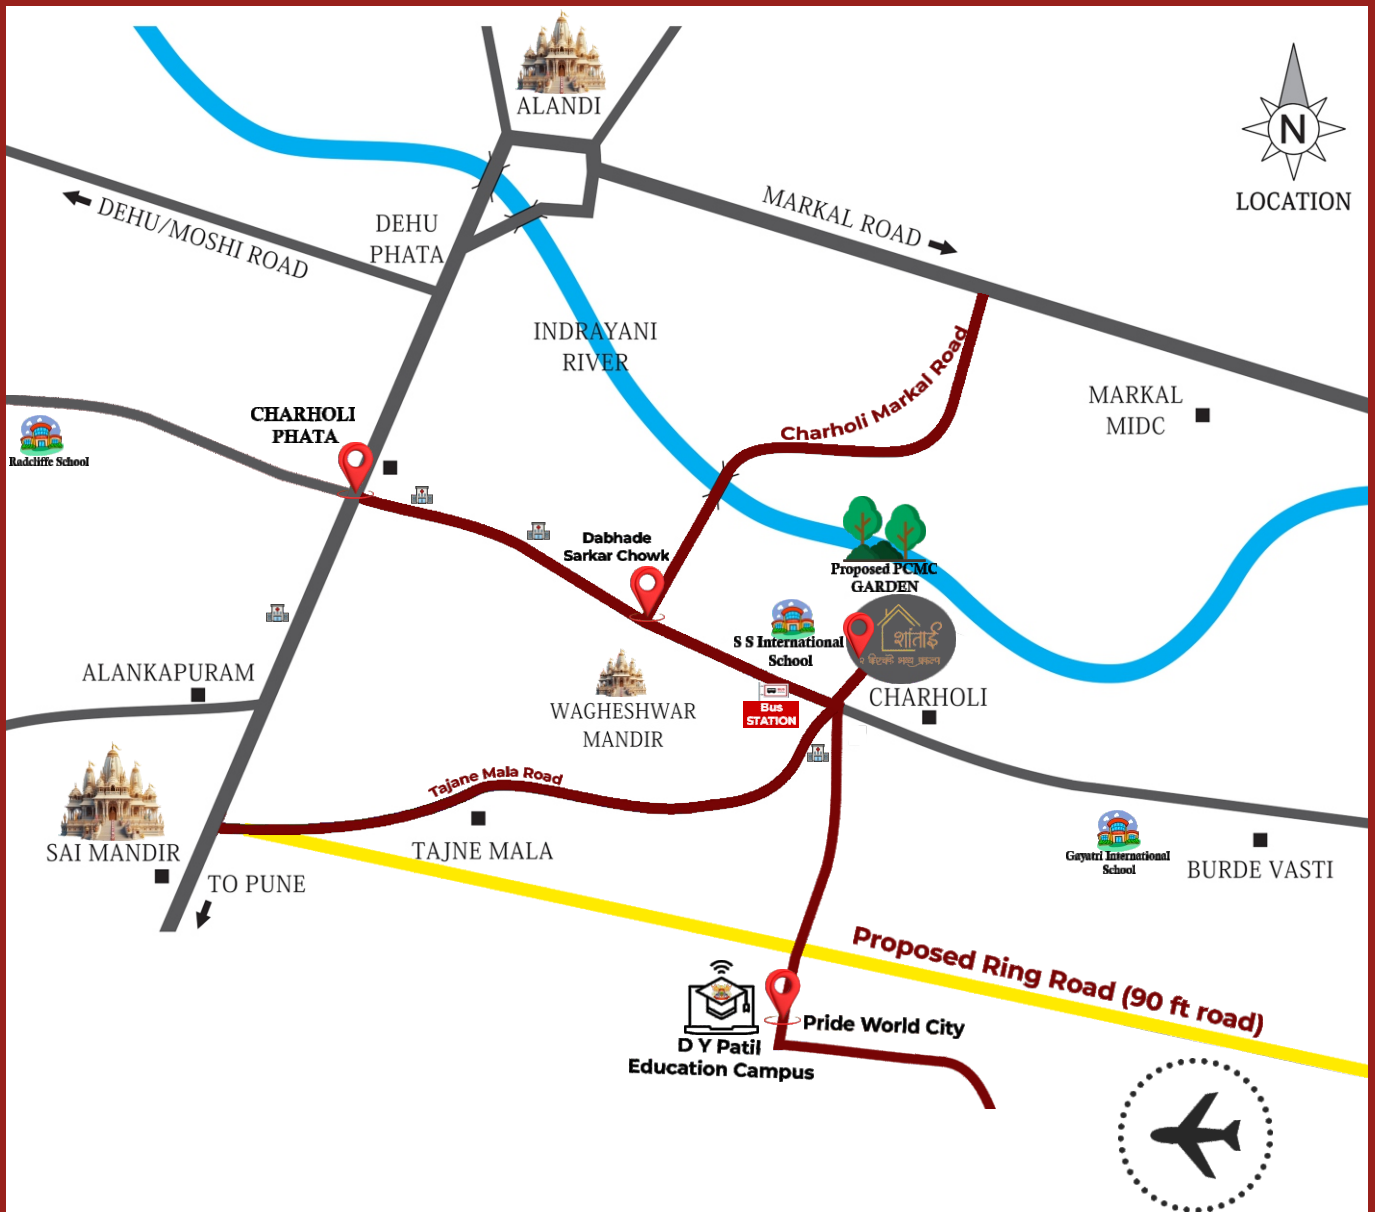 ALANDI
N
LOCATION
MARKAL ROAD
DEHU/MOSHI ROAD
DEHU
PHATA
INDRAYANI
RIVER
Charholi Markal Road
MARKAL
MIDC
CHARHOLI
PHATA
Radcliffe School
Dabhade
Sarkar Chowk
Proposed PCMC
GARDEN
S S International
School
शांताई
CHARHOLI
ALANKAPURAM
WAGHESHWAR
MANDIR
Bus
STATION
Tajane Mala Road
TAJNE MALA
SAI MANDIR
TO PUNE
Gayatri International
School
BURDE VASTI
Proposed Ring Road (90 ft road)
Pride World City
D Y Patil
Education Campus